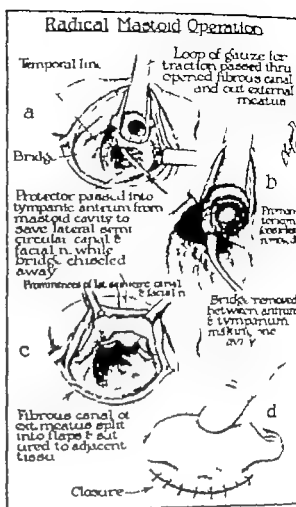 Radical Mastoid Operation
Temporal line
Loop of gauze for
traction passed thru
opened fibrous canal
and out external
meatus
a
Bridge
b
Protector passed into
tympanic antrum from
mastoid cavity to
save lateral semi
circular canal &
facial n. while
bridge chiseled
away
Prominences of lat. canal
& facial n
Bridge removed
between antrum
& tympanum
c
d
Fibrous canal of
ext. meatus split
into flaps & sut
ured to adjacent
tissu
Closure